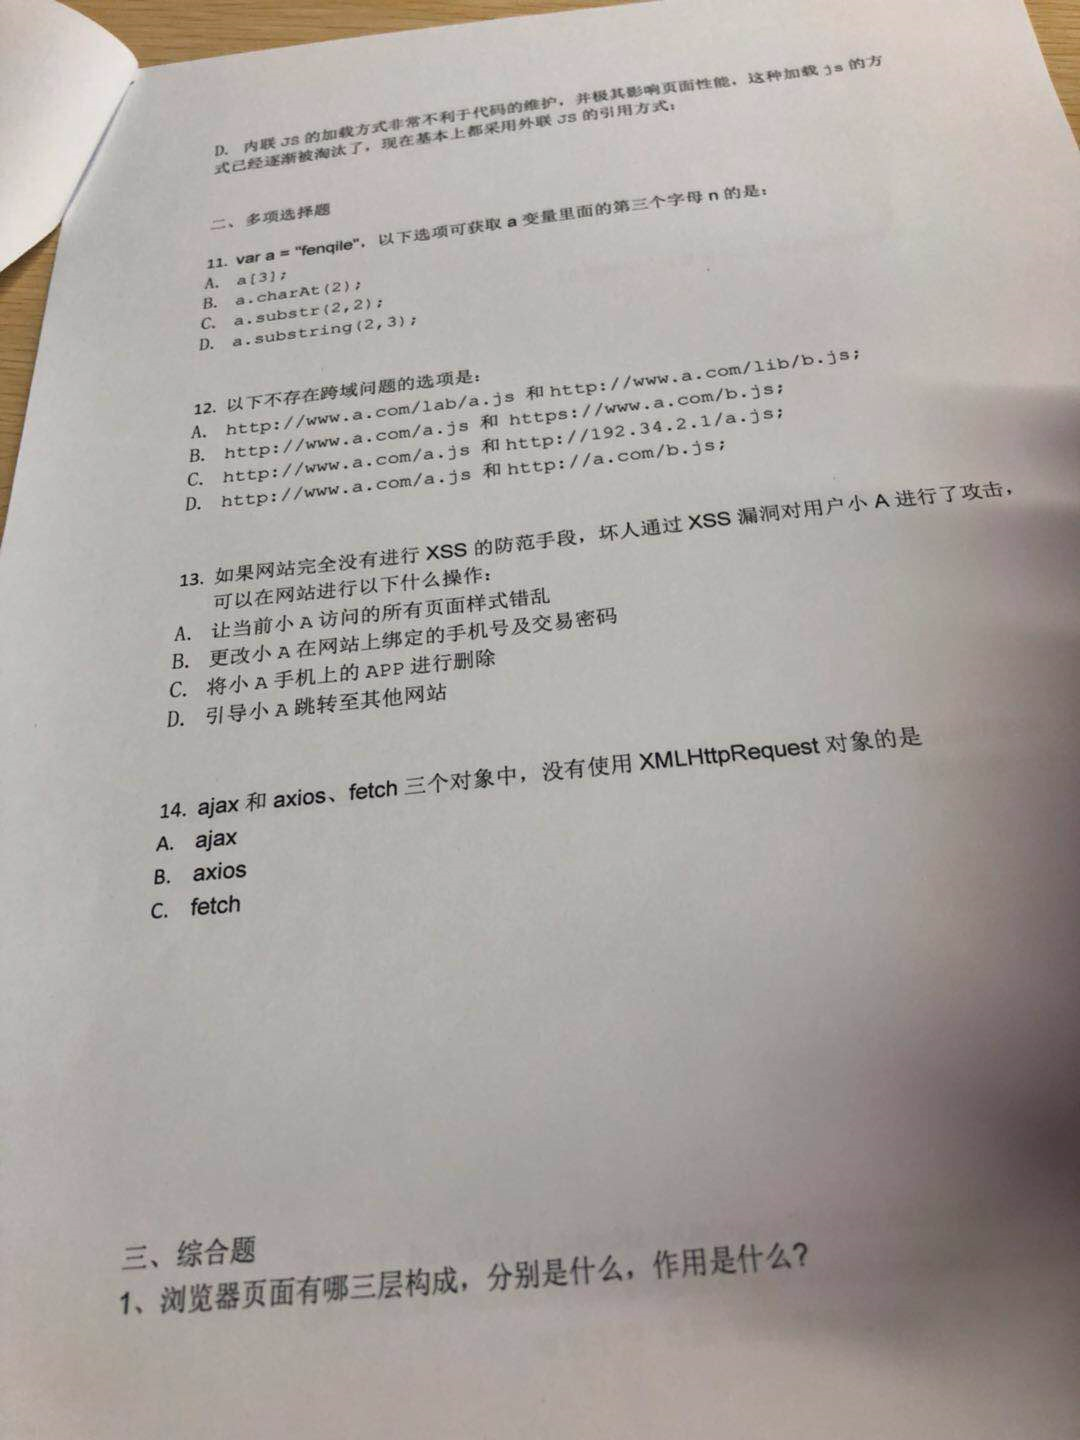 D. 内联 JS 的加载方式非常不利于代码的维护，并极其影响页面性能，这种加载 js 的方
式已经逐渐被淘汰了，现在基本上都采用外联 JS 的引用方式；
二、多项选择题
11. var a = "fenqile"，以下选项可获取 a 变量里面的第三个字母 n 的是：
A. a[3];
B. a.charAt(2);
C. a.substr(2,2);
D. a.substring(2,3);
12. 以下不存在跨域问题的选项是：
A. http://www.a.com/lab/a.js 和 http://www.a.com/lib/b.js;
B. http://www.a.com/a.js 和 https://www.a.com/b.js;
C. http://www.a.com/a.js 和 http://192.34.2.1/a.js;
D. http://www.a.com/a.js 和 http://a.com/b.js;
13. 如果网站完全没有进行 XSS 的防范手段，坏人通过 XSS 漏洞对用户小 A 进行了攻击，
可以在网站进行以下什么操作：
A. 让当前小 A 访问的所有页面样式错乱
B. 更改小 A 在网站上绑定的手机号及交易密码
C. 将小 A 手机上的 APP 进行删除
D. 引导小 A 跳转至其他网站
14. ajax 和 axios、fetch 三个对象中，没有使用 XMLHttpRequest 对象的是
A. ajax
B. axios
C. fetch
三、综合题
1、浏览器页面有哪三层构成，分别是什么，作用是什么?